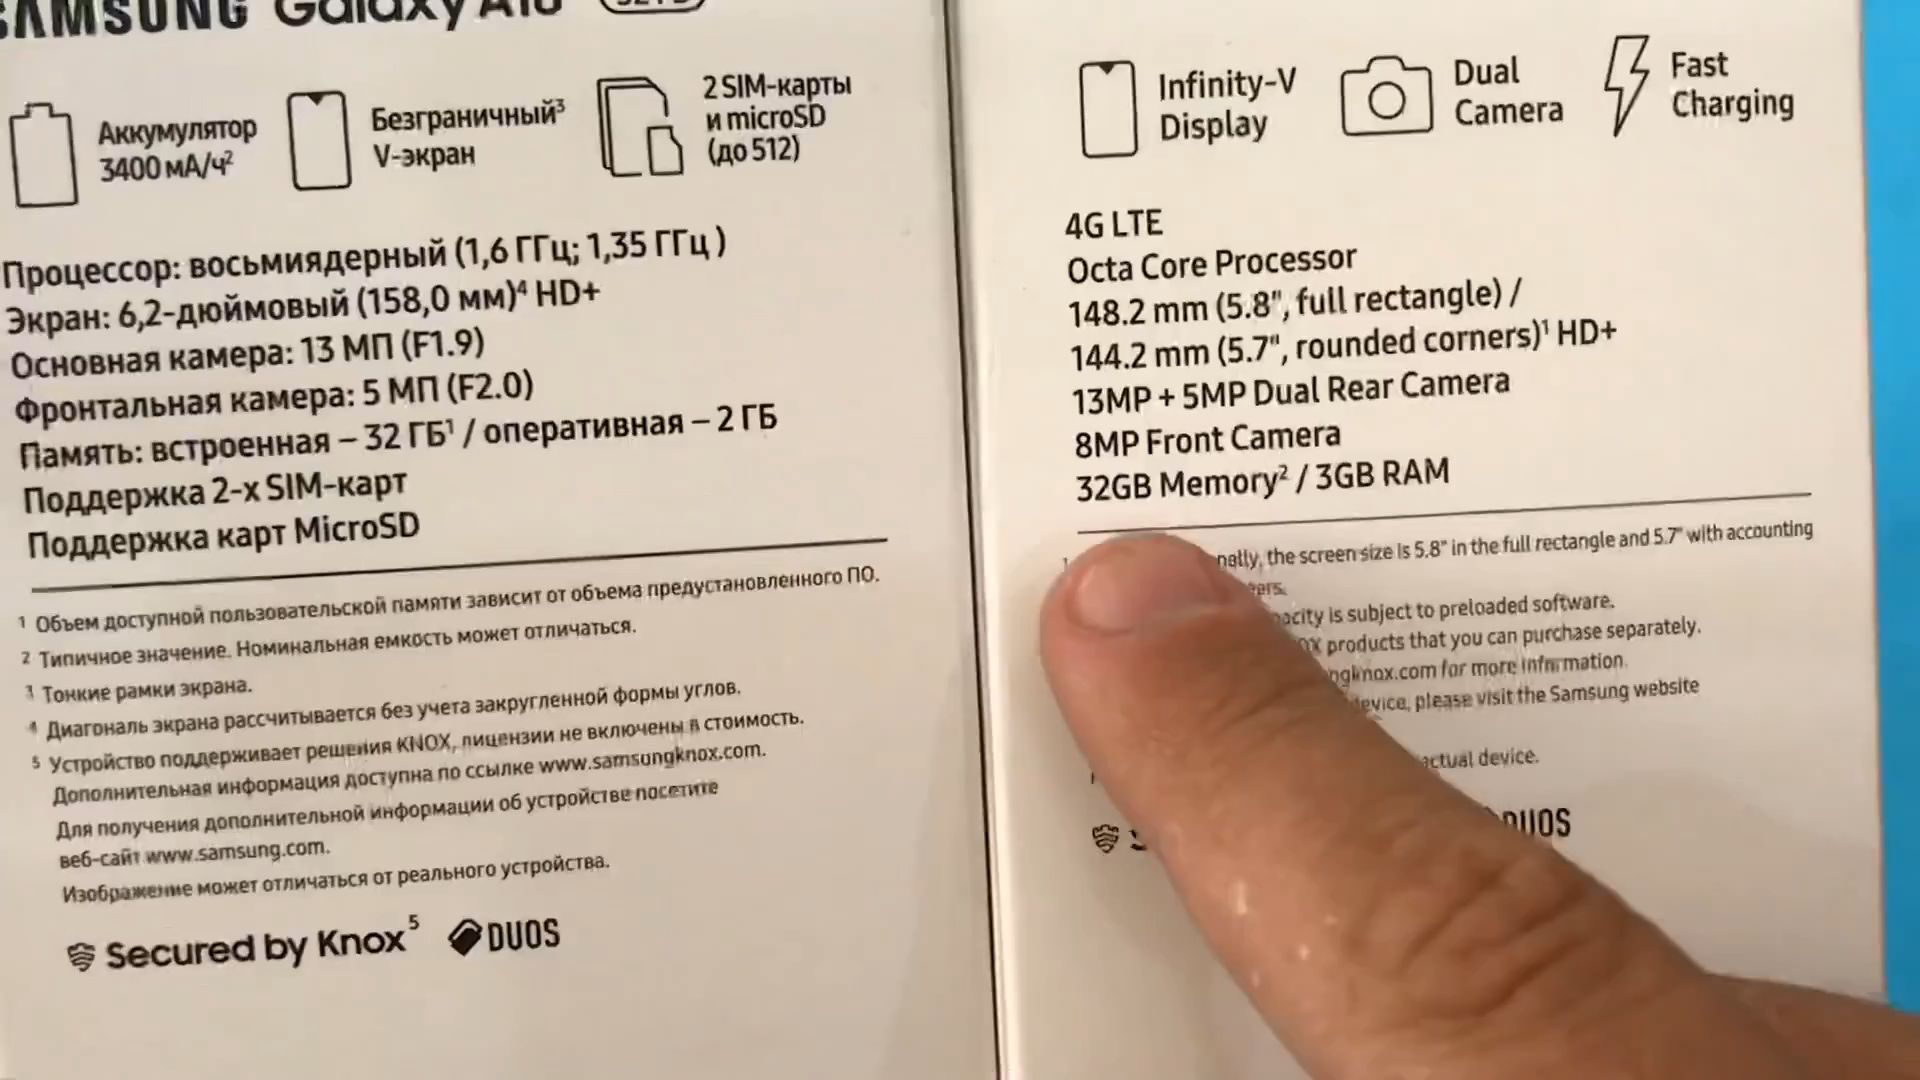 SAMSUNG Galaxy A10
Аккумулятор
3400 мА/ч²
Безграничный³
V-экран
2 SIM-карты
и microSD
(до 512)
Процессор: восьмиядерный (1,6 ГГц; 1,35 ГГц )
Экран: 6,2-дюймовый (158,0 мм)⁴ HD+
Основная камера: 13 МП (F1.9)
Фронтальная камера: 5 МП (F2.0)
Память: встроенная – 32 ГБ¹ / оперативная – 2 ГБ
Поддержка 2-х SIM-карт
Поддержка карт MicroSD
¹ Объем доступной пользовательской памяти зависит от объема предустановленного ПО.
² Типичное значение. Номинальная емкость может отличаться.
³ Тонкие рамки экрана.
⁴ Диагональ экрана рассчитывается без учета закругленной формы углов.
⁵ Устройство поддерживает решения KNOX, лицензии не включены в стоимость.
Дополнительная информация доступна по ссылке www.samsungknox.com.
Для получения дополнительной информации об устройстве посетите
веб-сайт www.samsung.com.
Изображение может отличаться от реального устройства.
Secured by Knox⁵ DUOS
Infinity-V
Display
Dual
Camera
Fast
Charging
4G LTE
Octa Core Processor
148.2 mm (5.8", full rectangle) /
144.2 mm (5.7", rounded corners)¹ HD+
13MP + 5MP Dual Rear Camera
8MP Front Camera
32GB Memory² / 3GB RAM
the screen size is 5.8" in the full rectangle and 5.7" with accounting
is subject to preloaded software.
products that you can purchase separately.
for more information.
please visit the Samsung website
actual device.
DUOS